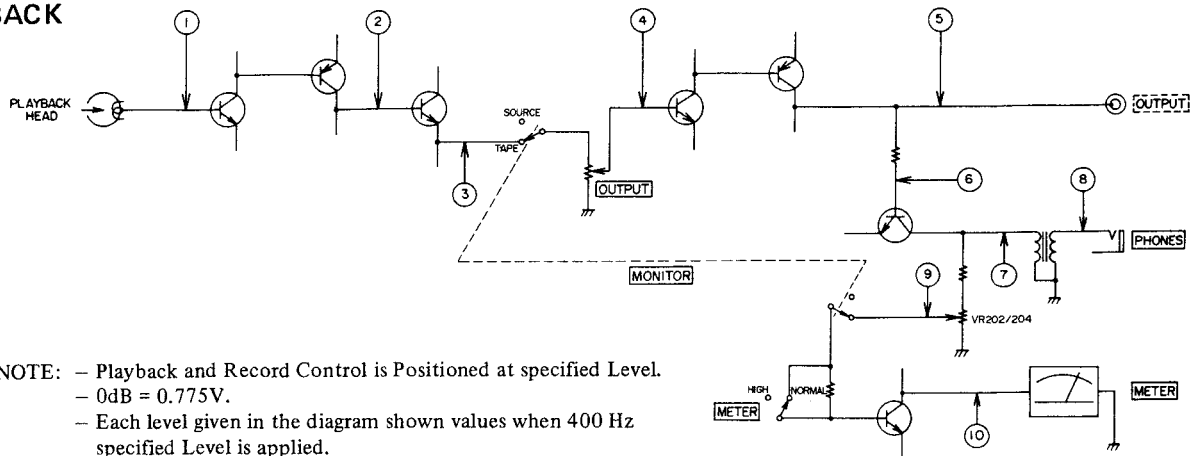 BACK
1
2
4
5
PLAYBACK
HEAD
SOURCE
TAPE
3
OUTPUT
OUTPUT
6
8
PHONES
7
MONITOR
9
VR202/204
NOTE: – Playback and Record Control is Positioned at specified Level.
– 0dB = 0.775V.
– Each level given in the diagram shown values when 400 Hz
specified Level is applied.
HIGH
NORMAL
METER
10
METER